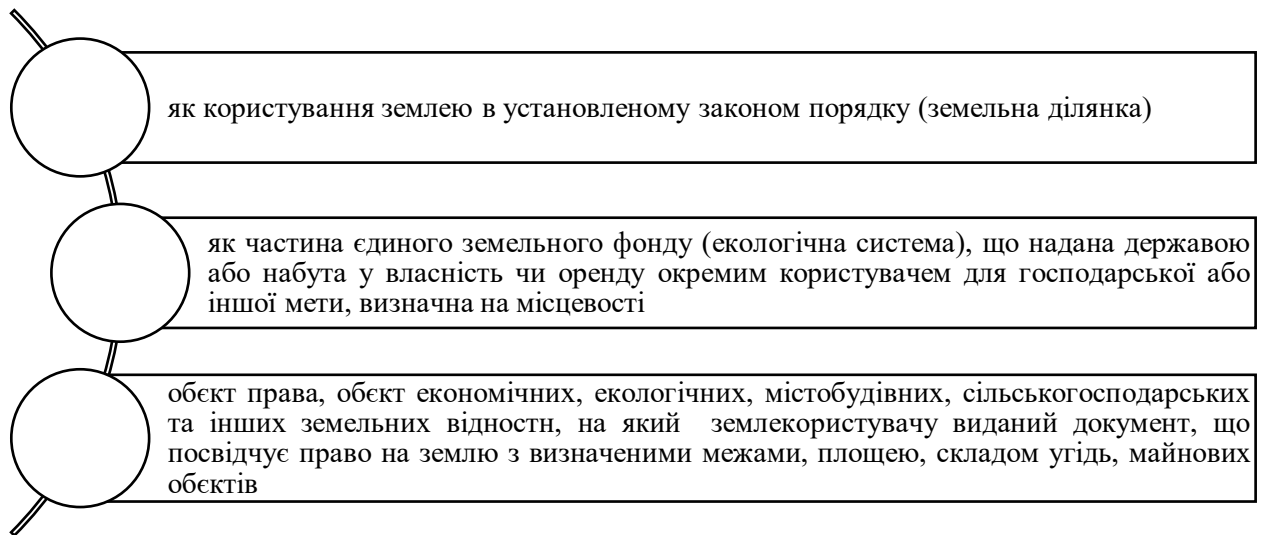 як користування землею в установленому законом порядку (земельна ділянка)
як частина єдиного земельного фонду (екологічна система), що надана державою
або набута у власність чи оренду окремим користувачем для господарської або
іншої мети, визначна на місцевості
обєкт права, обєкт економічних, екологічних, містобудівних, сільськогосподарських
та інших земельних відностн, на який землекористувачу виданий документ, що
посвідчує право на землю з визначеними межами, площею, складом угідь, майнових
обєктів